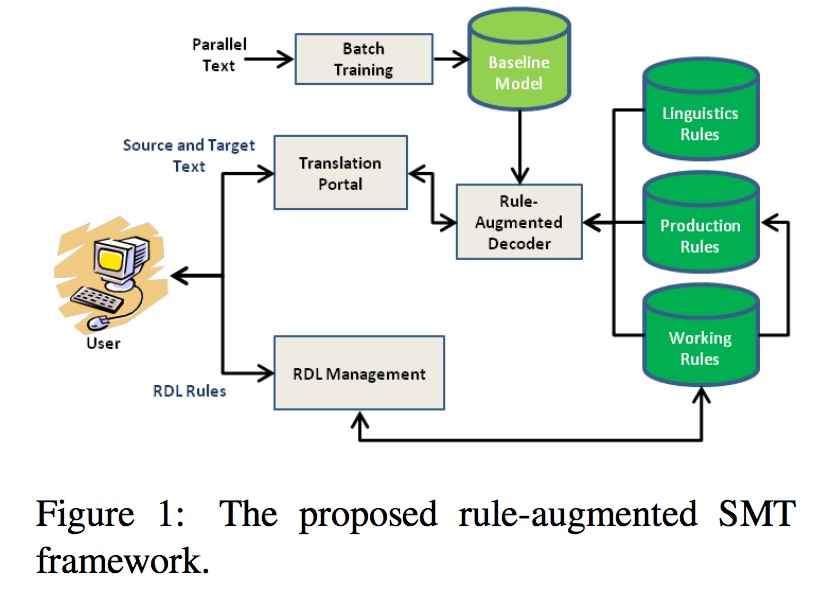 Parallel
Text
Batch
Training
Baseline
Model
Linguistics
Rules
Source and Target
Text
Translation
Portal
Rule-
Augmented
Decoder
Production
Rules
User
RDL Rules
RDL Management
Working
Rules
Figure 1: The proposed rule-augmented SMT
framework.